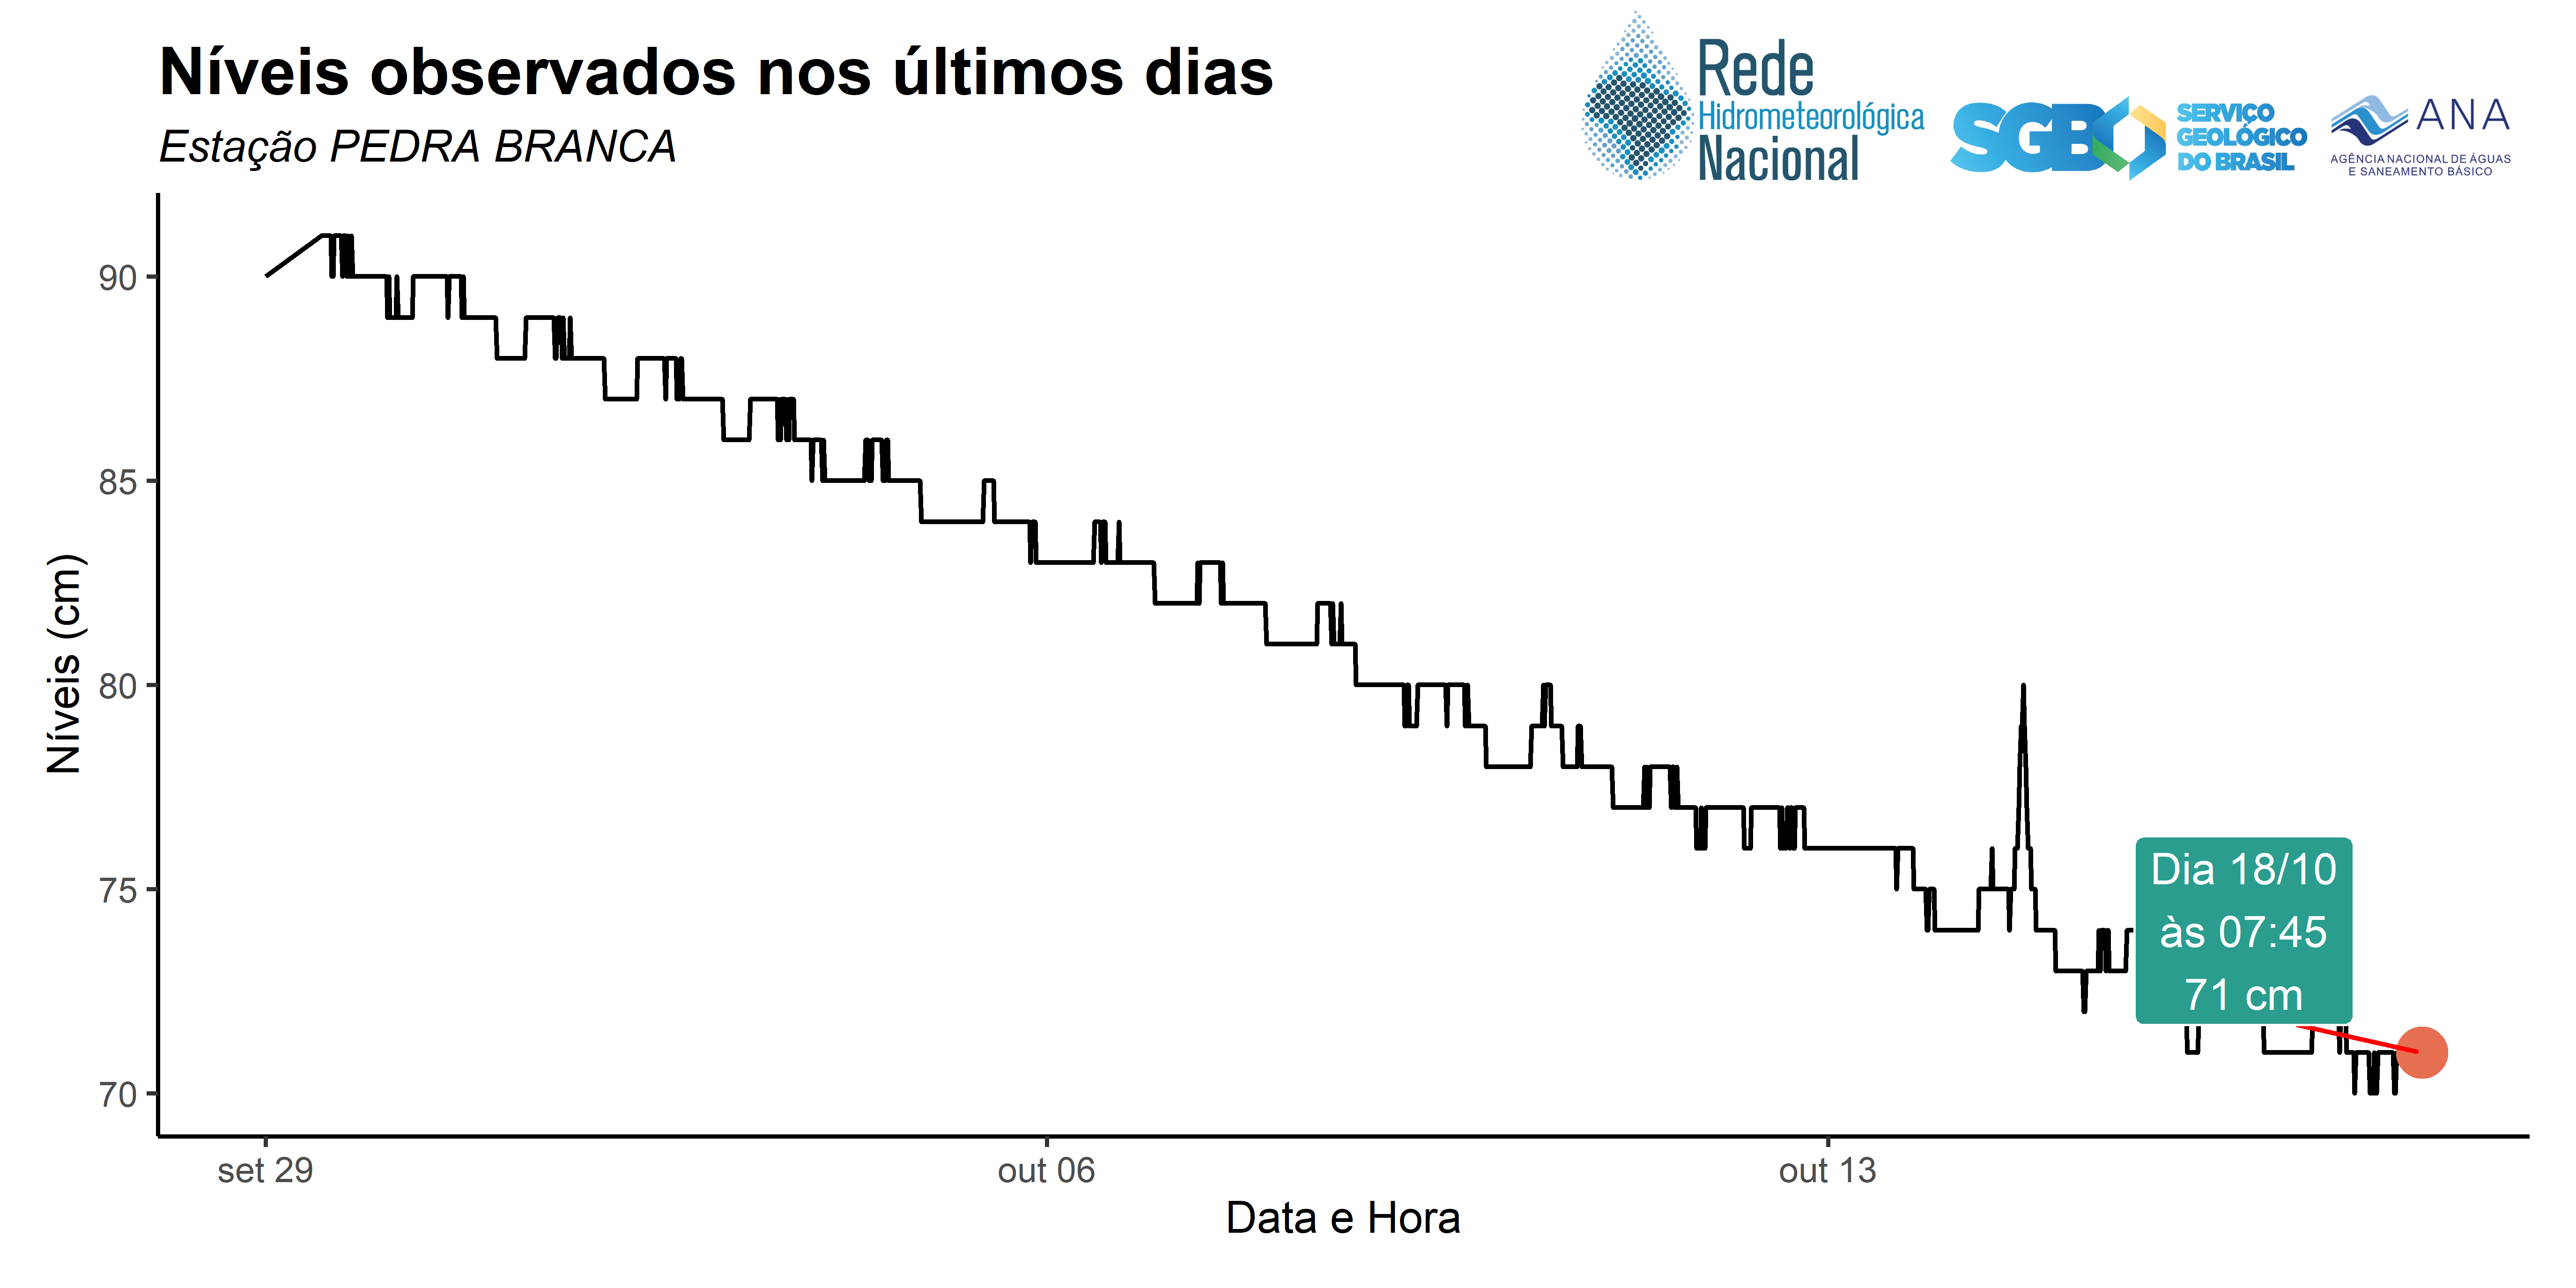 Níveis observados nos últimos dias
Estação PEDRA BRANCA
Rede
Hidrometeorológica
Nacional
SGB
SERVIÇO
GEOLÓGICO
DO BRASIL
ANA
AGÊNCIA NACIONAL DE ÁGUAS
E SANEAMENTO BÁSICO
Níveis (cm)
90
85
80
75
70
Dia 18/10
às 07:45
71 cm
set 29
out 06
out 13
Data e Hora